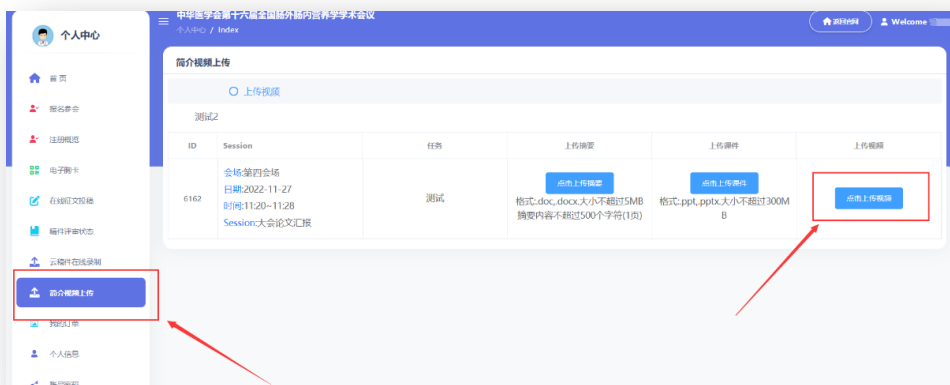 个人中心
首页
报名参会
注册概览
电子胸卡
在线征文投稿
稿件评审状态
云稿件在线录制
简介视频上传
我的订单
个人信息
中华医学会第十六届全国肠外肠内营养学学术会议
个人中心 / Index
返回官网
Welcome
简介视频上传
上传视频
测试2
ID
Session
任务
上传摘要
上传课件
上传视频
6162
会场:第四会场
日期:2022-11-27
时间:11:20~11:28
Session:大会论文汇报
测试
点击上传摘要
格式:.doc,.docx.大小不超过5MB
摘要内容不超过500个字符(1页)
点击上传课件
格式:.ppt,.pptx.大小不超过300M
B
点击上传视频